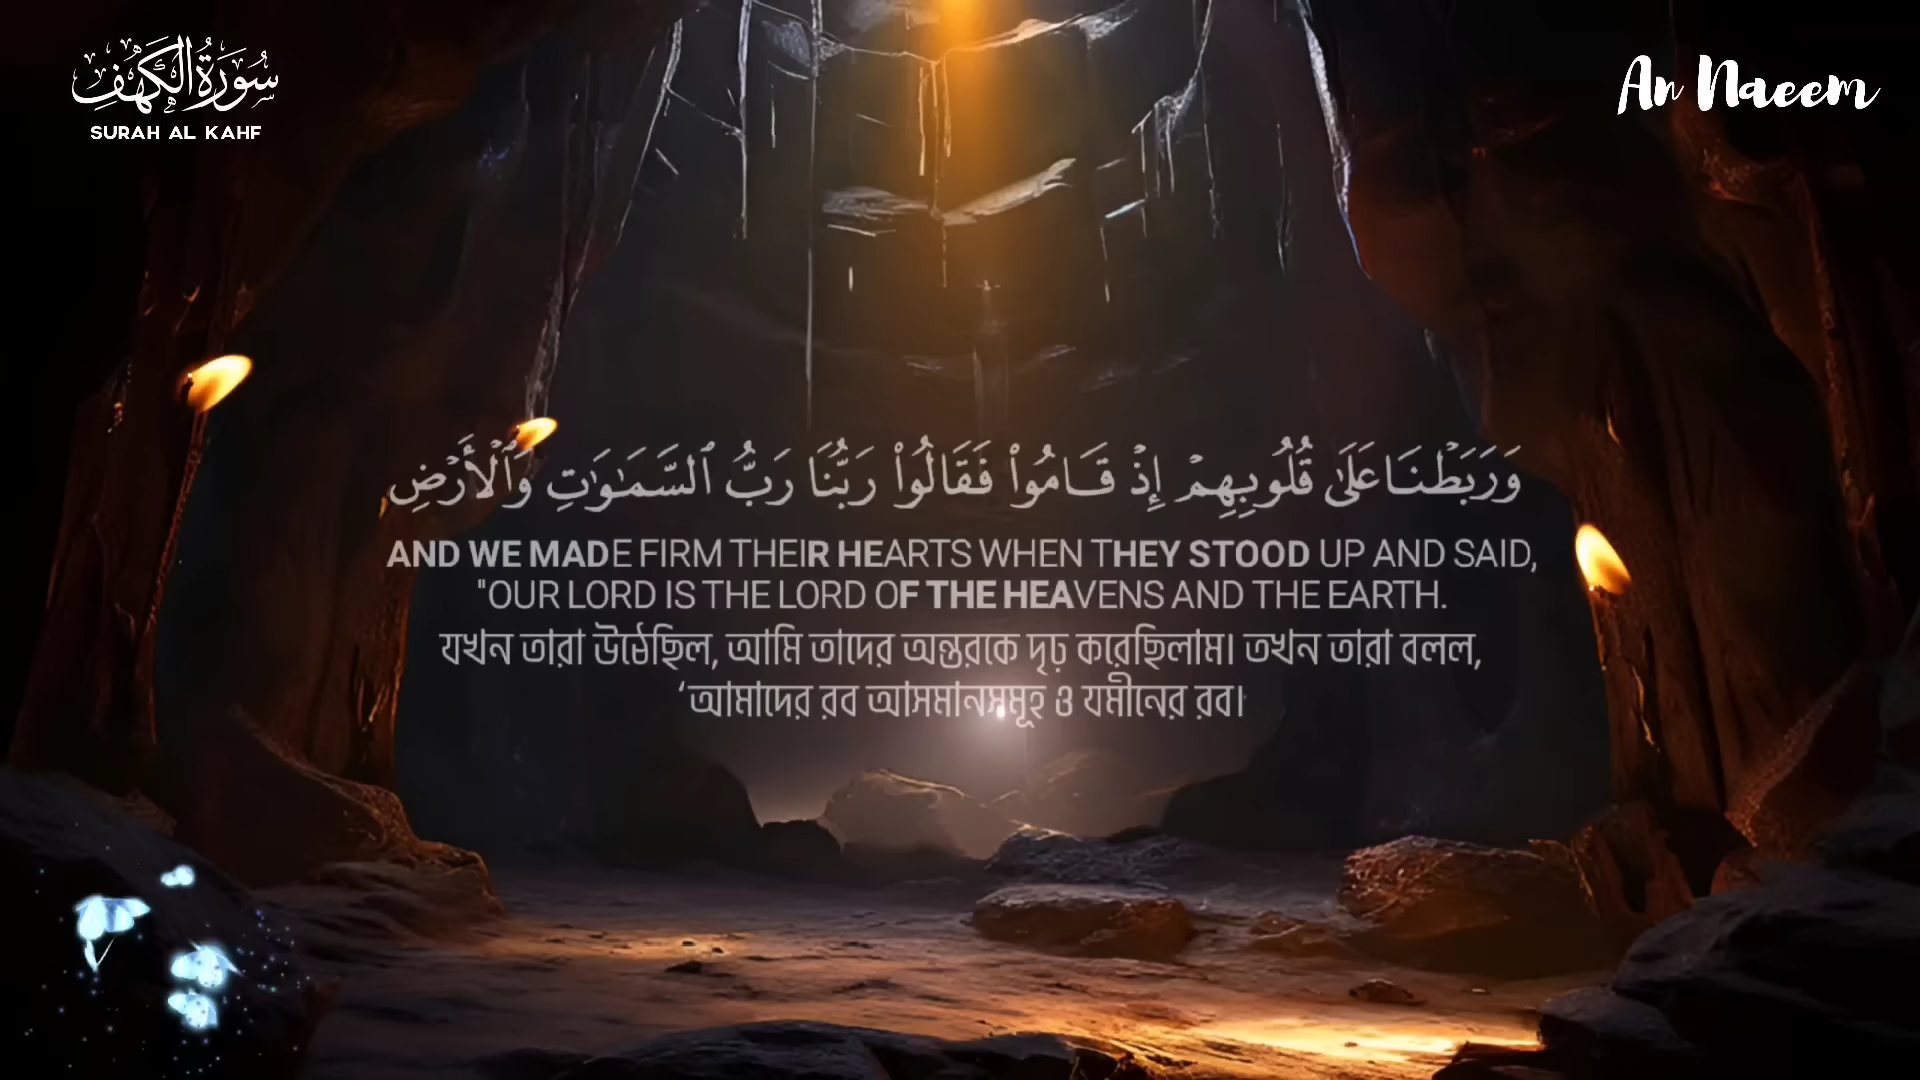 سُورَةُ الكَهْفِ
SURAH AL KAHF
An Naeem
وَرَبَطْنَا عَلَىٰ قُلُوبِهِمْ إِذْ قَامُوا۟ فَقَالُوا۟ رَبُّنَا رَبُّ ٱلسَّمَـٰوَٰتِ وَٱلْأَرْضِ
AND WE MADE FIRM THEIR HEARTS WHEN THEY STOOD UP AND SAID,
"OUR LORD IS THE LORD OF THE HEAVENS AND THE EARTH.
যখন তারা উঠেছিল, আমি তাদের অন্তরকে দৃঢ় করেছিলাম। তখন তারা বলল,
‘আমাদের রব আসমানসমূহ ও যমীনের রব।